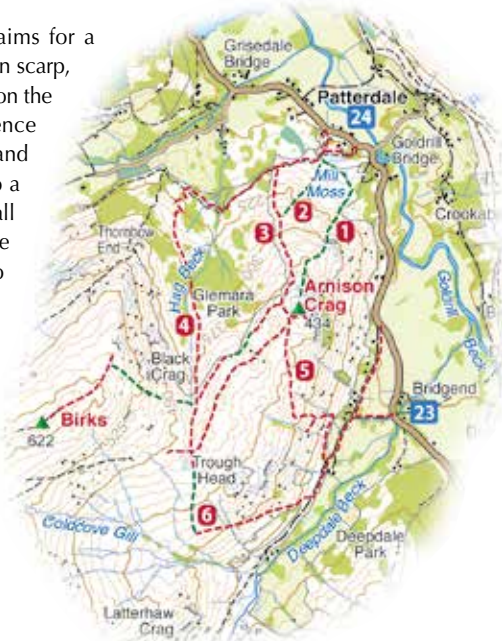 aims for a
n scarp,
on the
ence
and
o a
all
e
o
Grisedale
Bridge
Patterdale
24
Goldrill
Bridge
Mill
Moss
2
1
3
Crookab
Thornhow
End
Hag Beck
Glemara
Park
Arnison
Crag
434
Goldrill
Beck
4
Black
Crag
5
Birks
622
Bridgend
23
Trough
Head
6
Coldcove Gill
Deepdale Beck
Deepdale
Park
Latterhaw
Crag